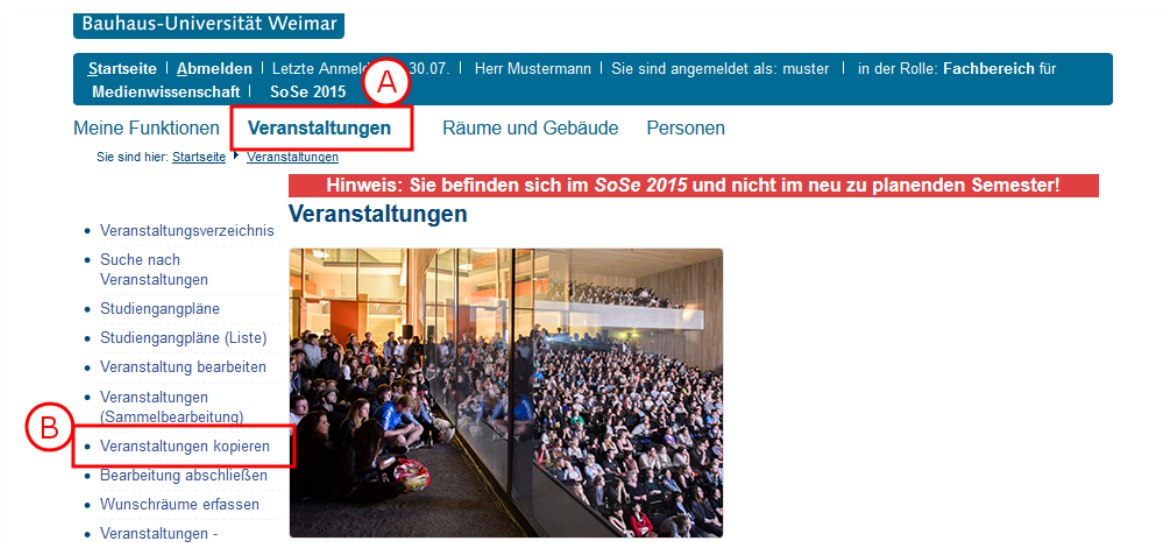 Bauhaus-Universität Weimar
Startseite | Abmelden | Letzte Anmel 30.07. | Herr Mustermann | Sie sind angemeldet als: muster | in der Rolle: Fachbereich für
Medienwissenschaft | SoSe 2015
A
Meine Funktionen Veranstaltungen Räume und Gebäude Personen
Sie sind hier: Startseite Veranstaltungen
Hinweis: Sie befinden sich im SoSe 2015 und nicht im neu zu planenden Semester!
Veranstaltungen
• Veranstaltungsverzeichnis
• Suche nach
Veranstaltungen
• Studiengangpläne
• Studiengangpläne (Liste)
• Veranstaltung bearbeiten
• Veranstaltungen
(Sammelbearbeitung)
B
• Veranstaltungen kopieren
• Bearbeitung abschließen
• Wunschräume erfassen
• Veranstaltungen -